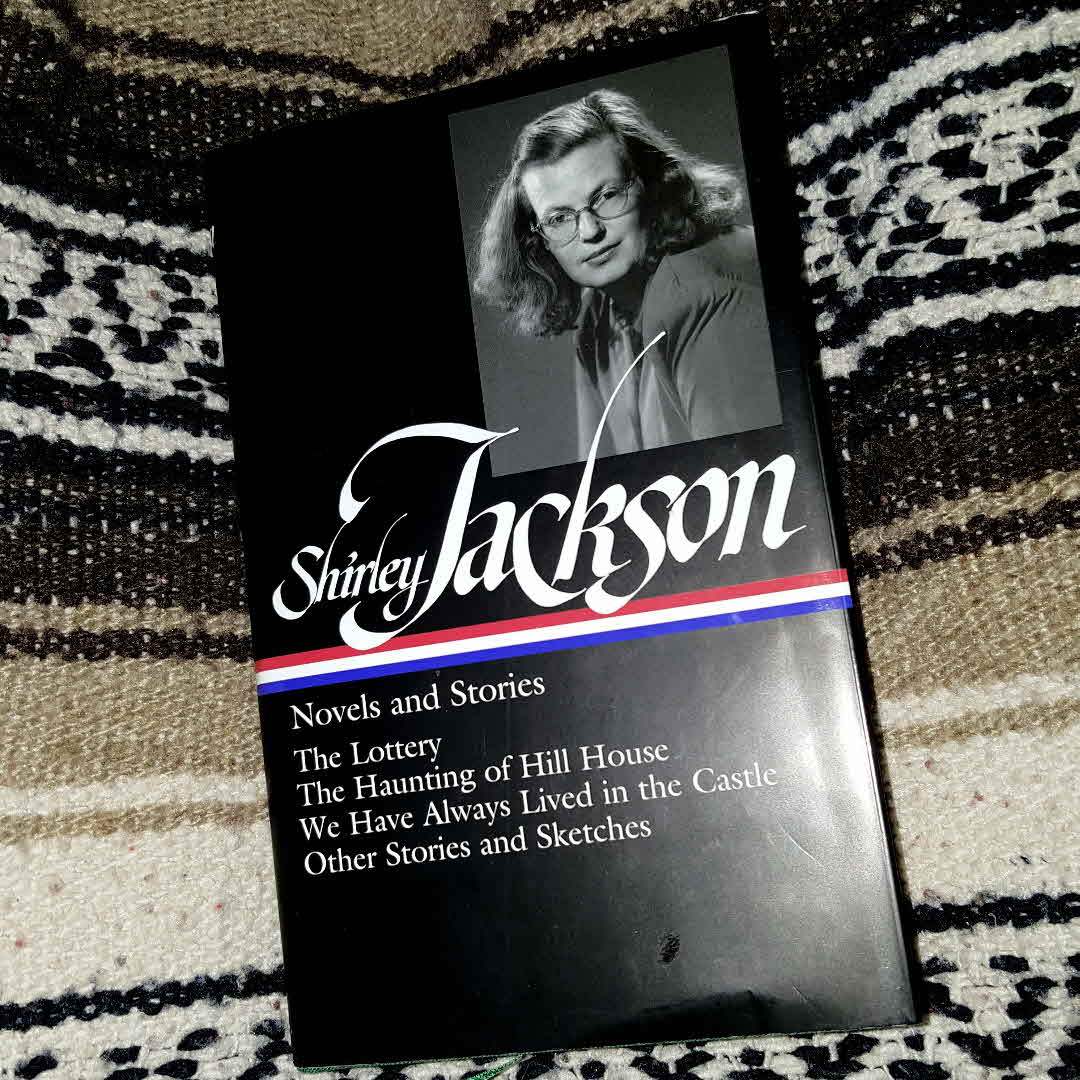 Shirley Jackson
Novels and Stories
The Lottery
The Haunting of Hill House
We Have Always Lived in the Castle
Other Stories and Sketches